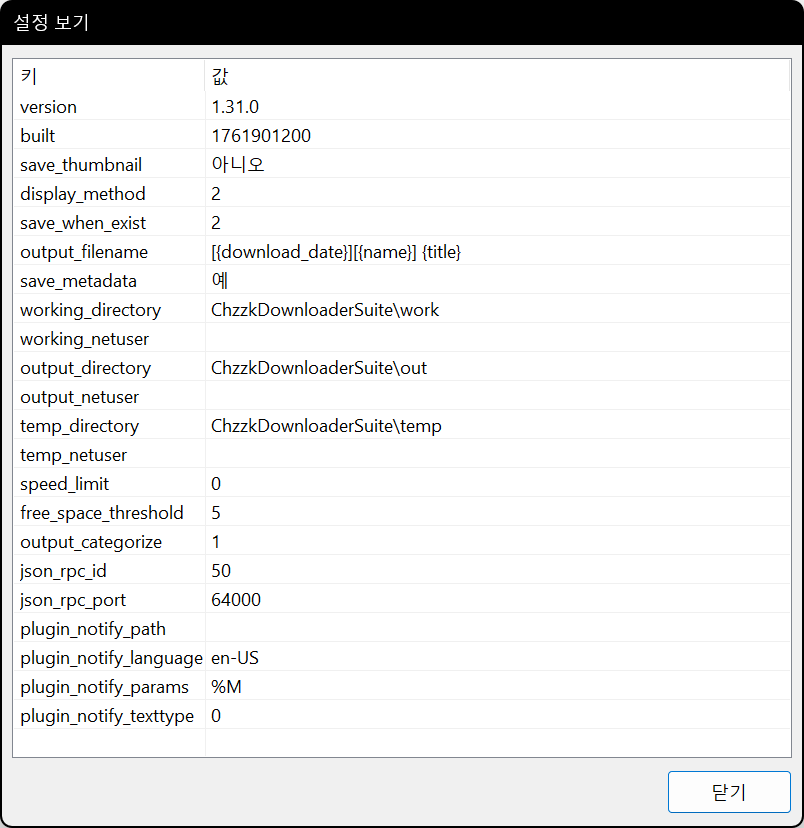 설정 보기
키 값
version 1.31.0
built 1761901200
save_thumbnail 아니오
display_method 2
save_when_exist 2
output_filename [{download_date}][{name}] {title}
save_metadata 예
working_directory ChzzkDownloaderSuite\work
working_netuser
output_directory ChzzkDownloaderSuite\out
output_netuser
temp_directory ChzzkDownloaderSuite\temp
temp_netuser
speed_limit 0
free_space_threshold 5
output_categorize 1
json_rpc_id 50
json_rpc_port 64000
plugin_notify_path
plugin_notify_language en-US
plugin_notify_params %M
plugin_notify_texttype 0
닫기